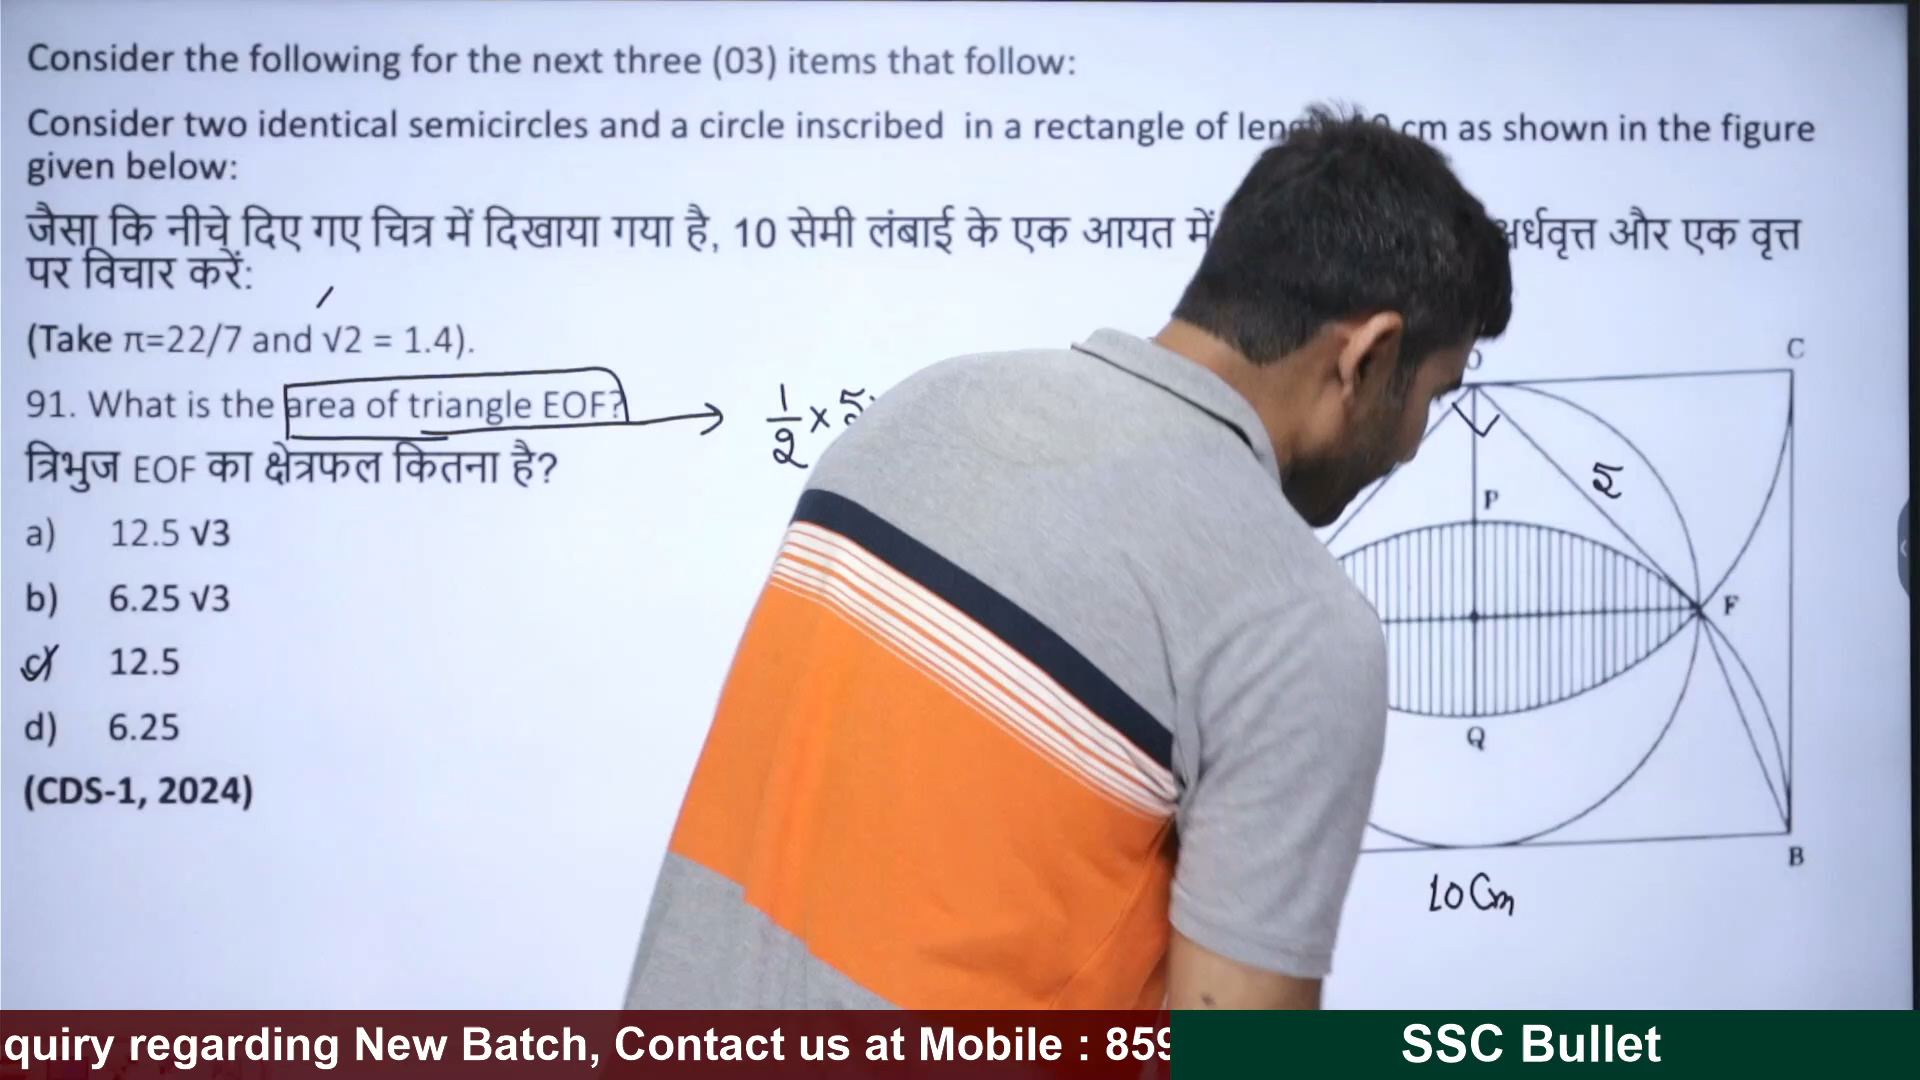 Consider the following for the next three (03) items that follow:
Consider two identical semicircles and a circle inscribed in a rectangle of cm as shown in the figure
given below:
जैसा कि नीचे दिए गए चित्र में दिखाया गया है, 10 सेमी लंबाई के एक आयत में अर्धवृत्त और एक वृत्त
पर विचार करें:
(Take π=22/7 and √2 = 1.4).
91. What is the area of triangle EOF?
1/2 × 5
त्रिभुज EOF का क्षेत्रफल कितना है?
a) 12.5 √3
b) 6.25 √3
c) 12.5
d) 6.25
(CDS-1, 2024)
O
C
5
P
F
Q
B
10 Cm
quiry regarding New Batch, Contact us at Mobile : 859
SSC Bullet